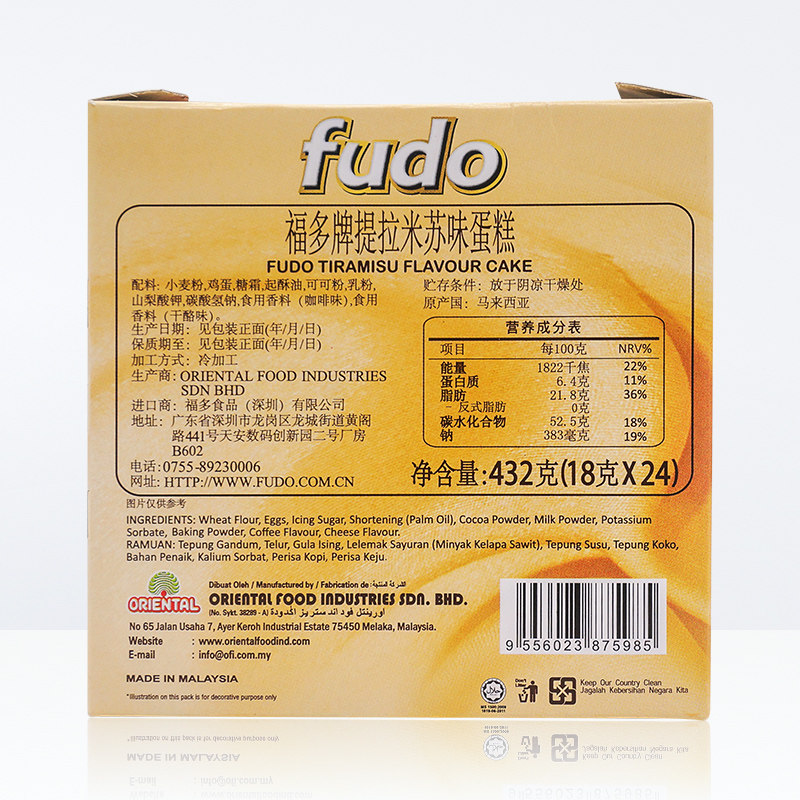 fudo
福多牌提拉米苏味蛋糕
FUDO TIRAMISU FLAVOUR CAKE
配料: 小麦粉,鸡蛋,糖霜,起酥油,可可粉,乳粉,
山梨酸钾,碳酸氢钠,食用香料（咖啡味),食用
香料（干酪味)。
生产日期：见包装正面(年/月/日)
保质期至：见包装正面(年/月/日)
加工方式：冷加工
生产商: ORIENTAL FOOD INDUSTRIES
SDN BHD
进口商：福多食品（深圳）有限公司
地址：广东省深圳市龙岗区龙城街道黄阁
路441号天安数码创新园二号厂房
B602
电话:0755-89230006
网址: HTTP://WWW.FUDO.COM.CN
贮存条件：放于阴凉干燥处
原产国：马来西亚
营养成分表
项目 每100克 NRV%
能量 1822千焦 22%
蛋白质 6.4克 11%
脂肪 21.8克 36%
- 反式脂肪 0克
碳水化合物 52.5克 18%
钠 383毫克 19%
净含量:432克(18克X24)
图片仅供参考
INGREDIENTS: Wheat Flour, Eggs, Icing Sugar, Shortening (Palm Oil), Cocoa Powder, Milk Powder, Potassium
Sorbate, Baking Powder, Coffee Flavour, Cheese Flavour.
RAMUAN: Tepung Gandum, Telur, Gula Ising, Lelemak Sayuran (Minyak Kelapa Sawit), Tepung Susu, Tepung Koko,
Bahan Penaik, Kalium Sorbat, Perisa Kopi, Perisa Keju.
ORIENTAL
Dibuat Oleh / Manufactured by / Fabrication de : الشركة المنتجة
ORIENTAL FOOD INDUSTRIES SDN. BHD.
(No. Sykt. 38289 - A) اورينتل فود اندستريز اكدودة
No 65 Jalan Usaha 7, Ayer Keroh Industrial Estate 75450 Melaka, Malaysia.
Website : www.orientalfoodind.com
E-mail : info@ofi.com.my
MADE IN MALAYSIA
*Illustration on this pack is for decorative purpose only
9 556023 875985
MS 1500:2009
1019-06-2011
Don't
Litter
Keep Our Country Clean
Jagalah Kebersihan Negara Kita